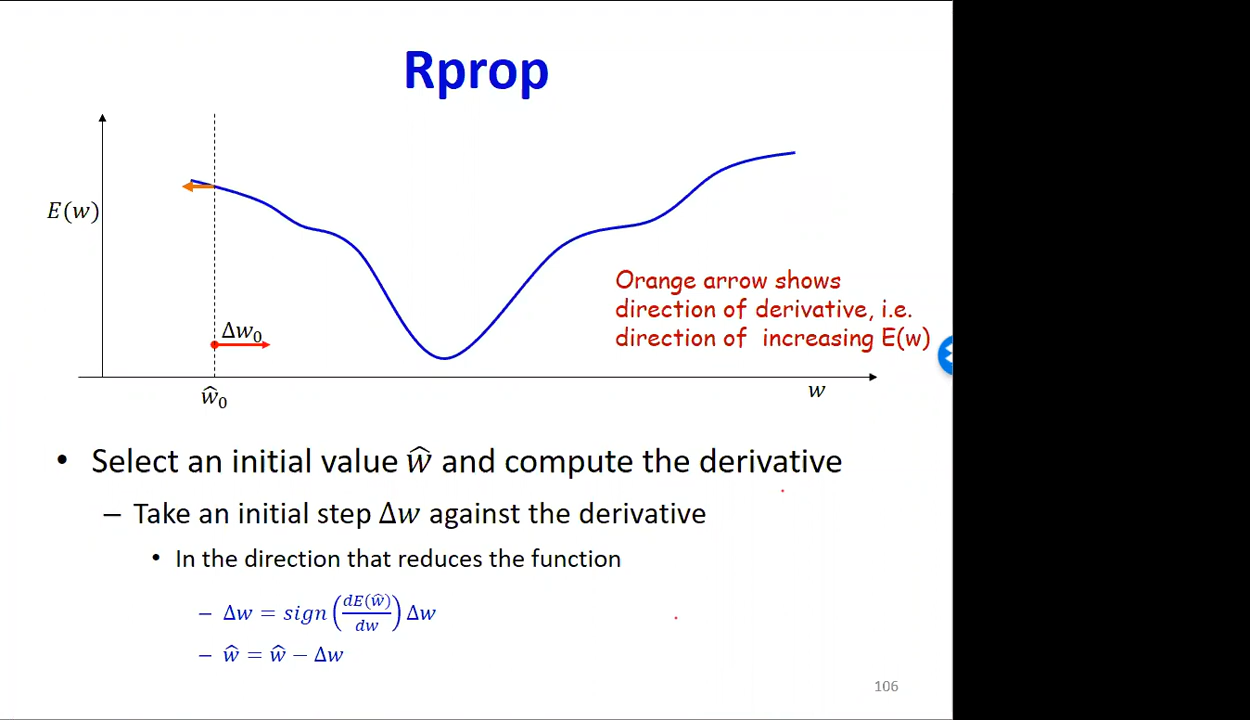 Rprop
E(w)
Orange arrow shows
direction of derivative, i.e.
direction of increasing E(w)
Δw₀
ŵ₀
w
• Select an initial value ŵ and compute the derivative
– Take an initial step Δw against the derivative
• In the direction that reduces the function
– Δw = sign(dE(ŵ)/dw) Δw
– ŵ = ŵ − Δw
106